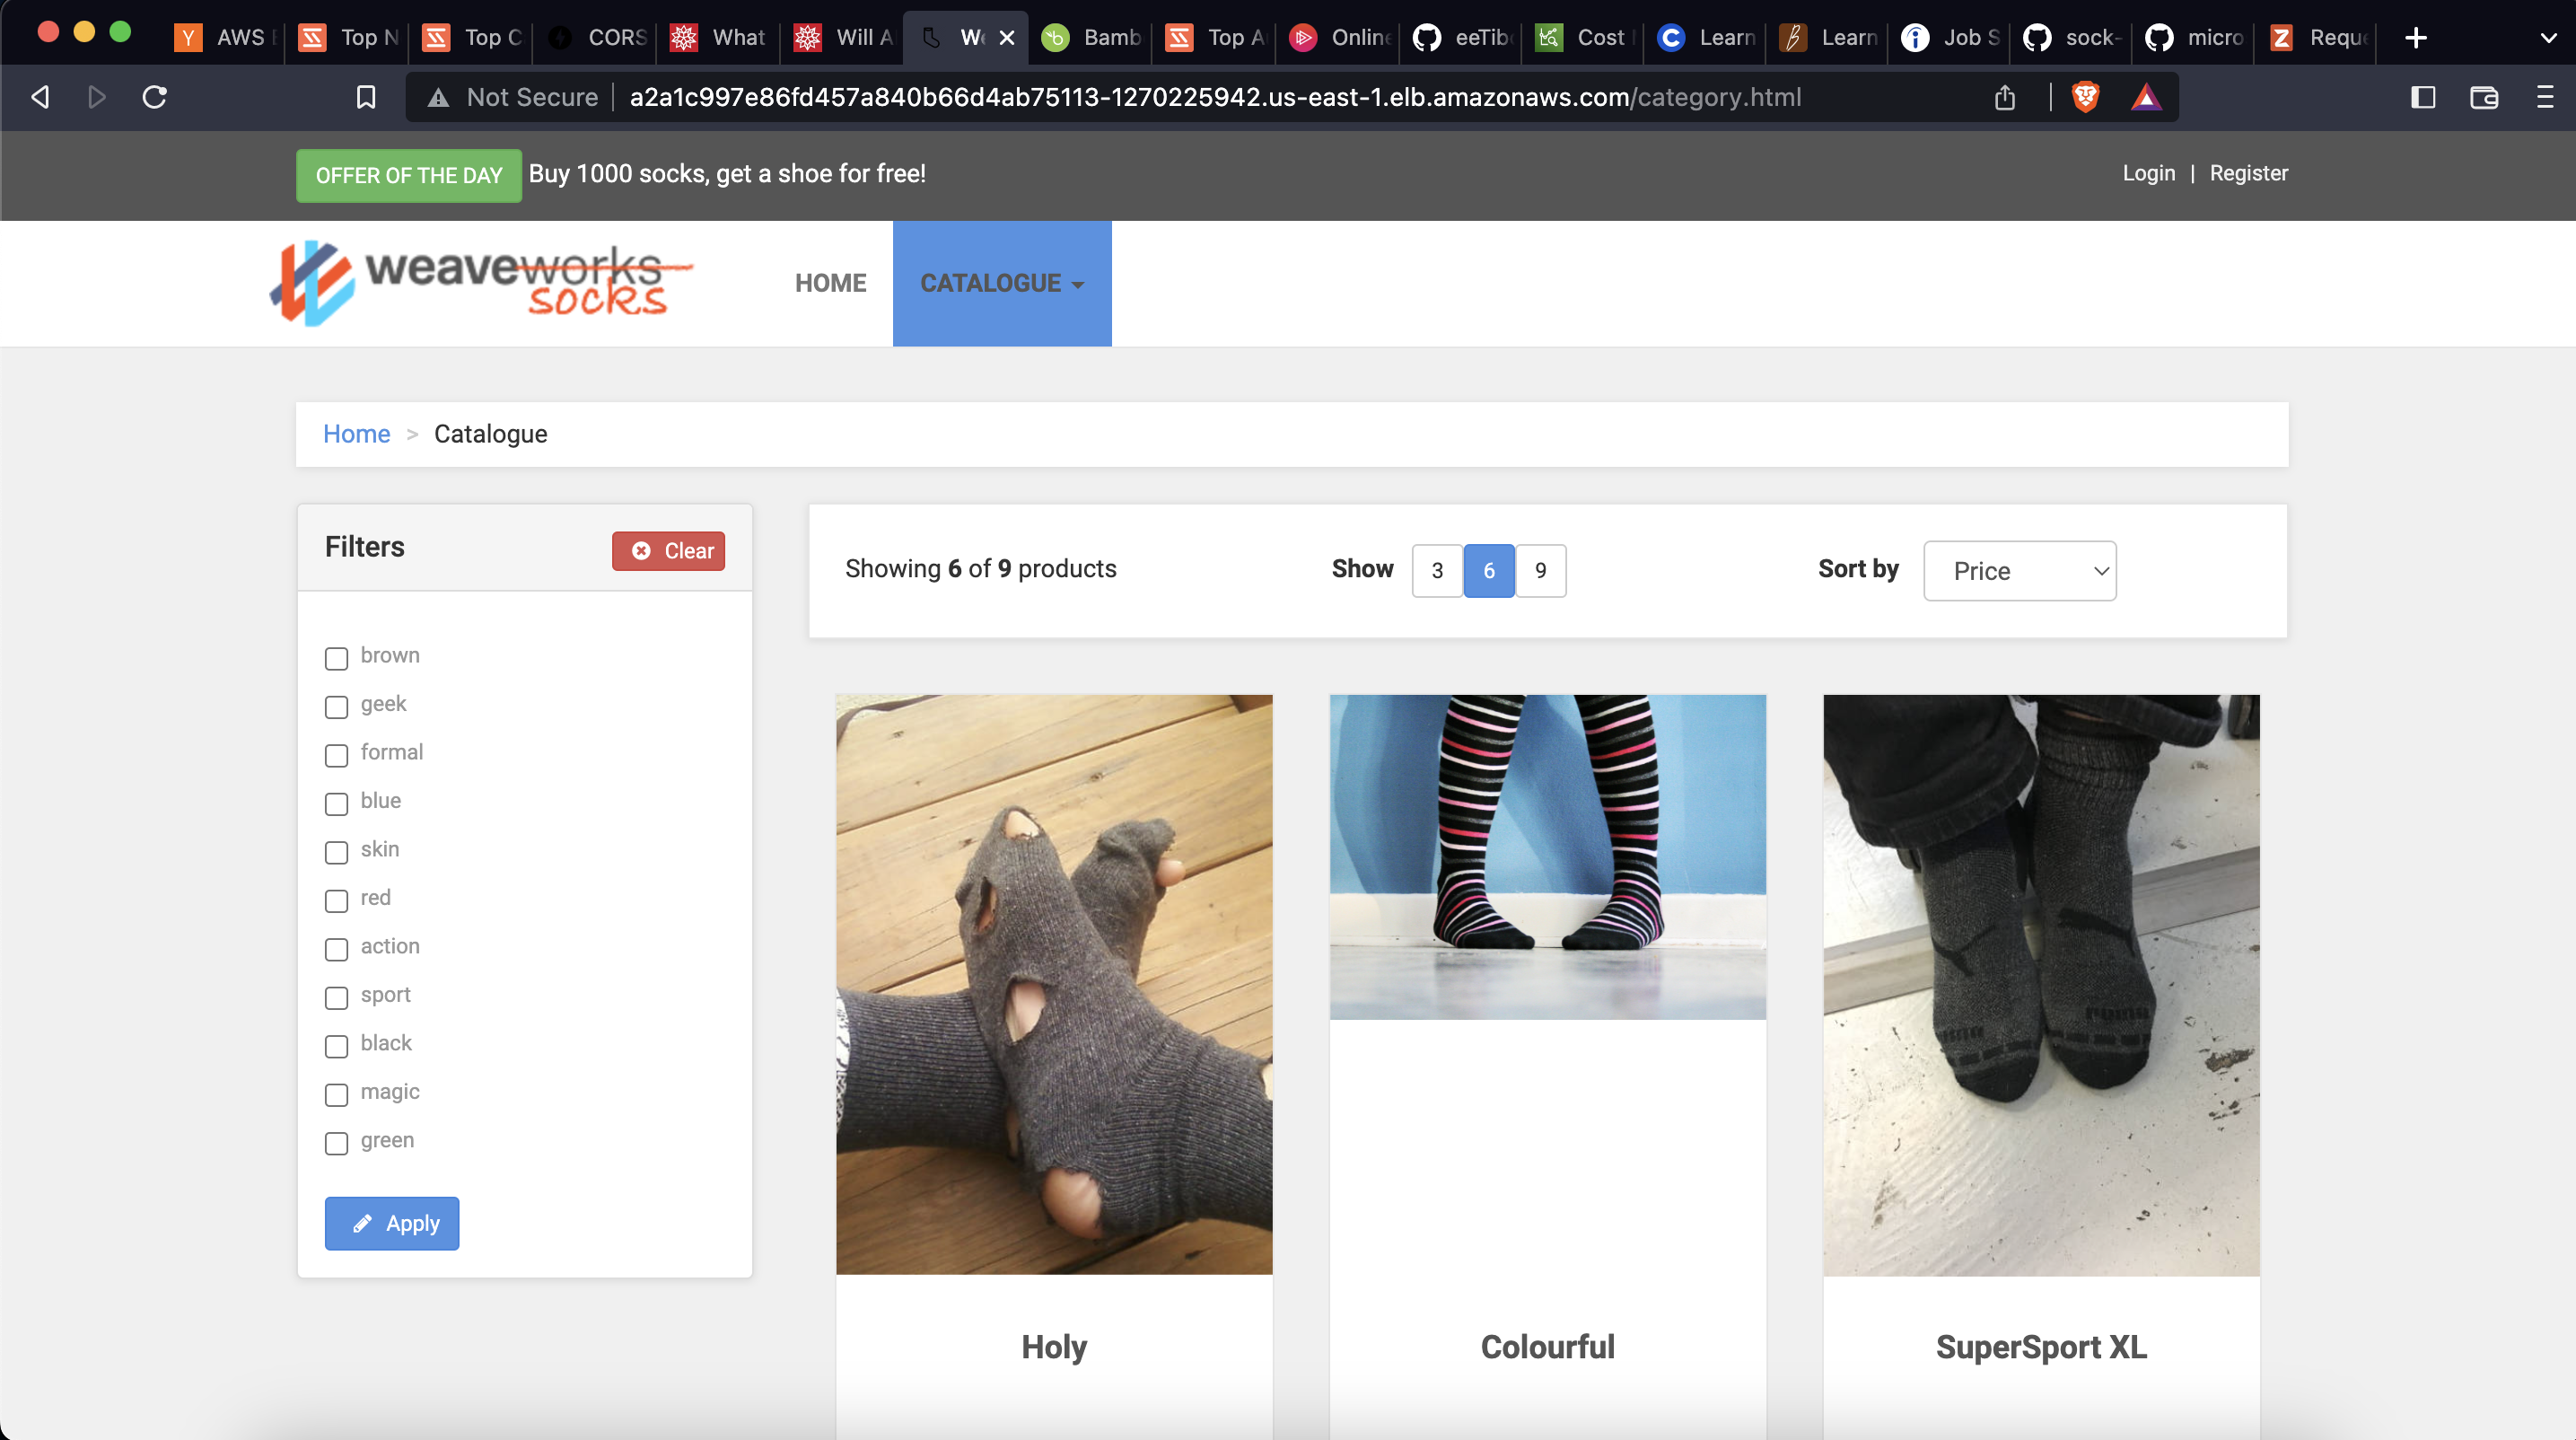 AWS Top N Top C CORS What Will A We Bamb Top A Online eeTib Cost Learn Learn Job S sock- micro Reque
Not Secure a2a1c997e86fd457a840b66d4ab75113-1270225942.us-east-1.elb.amazonaws.com/category.html
OFFER OF THE DAY Buy 1000 socks, get a shoe for free! Login | Register
weaveworks
socks
HOME CATALOGUE
Home > Catalogue
Filters Clear
Showing 6 of 9 products Show 3 6 9 Sort by Price
brown
geek
formal
blue
skin
red
action
sport
black
magic
green
Apply
Holy Colourful SuperSport XL